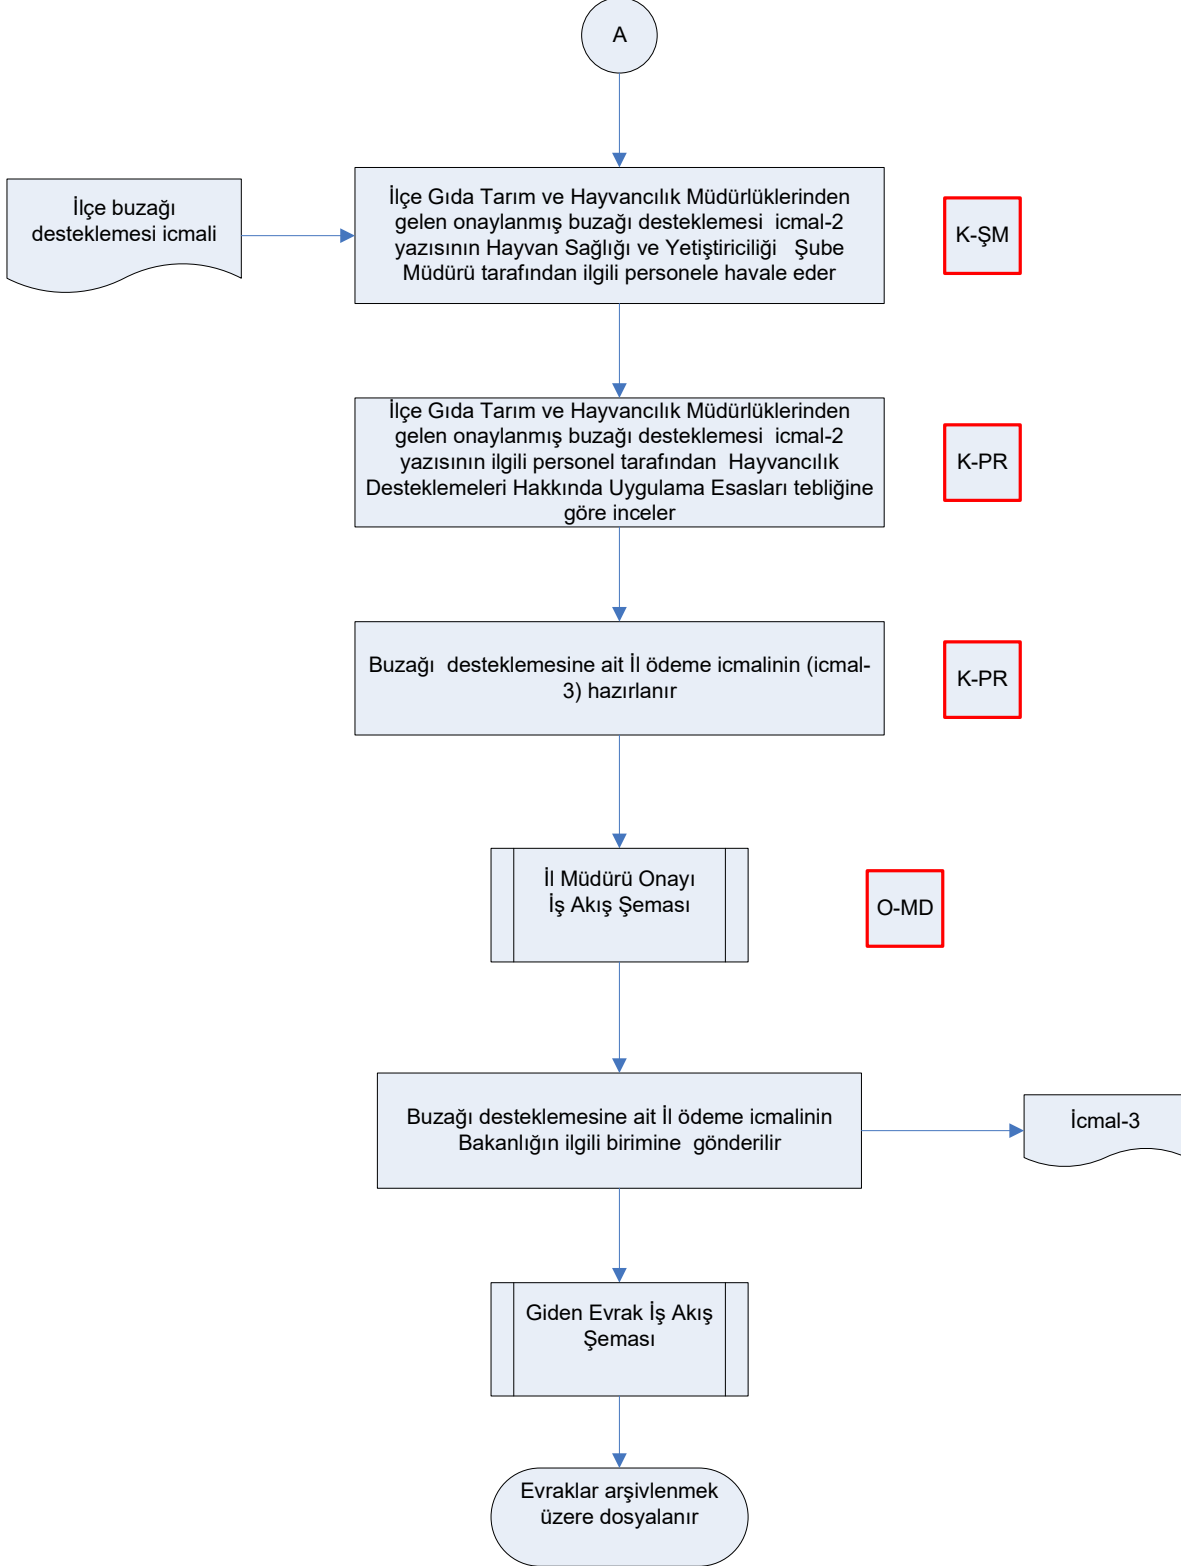 A
İlçe buzağı
desteklemesi icmali
İlçe Gıda Tarım ve Hayvancılık Müdürlüklerinden
gelen onaylanmış buzağı desteklemesi  icmal-2
yazısının Hayvan Sağlığı ve Yetiştiriciliği   Şube
Müdürü tarafından ilgili personele havale eder
K-ŞM
İlçe Gıda Tarım ve Hayvancılık Müdürlüklerinden
gelen onaylanmış buzağı desteklemesi  icmal-2
yazısının ilgili personel tarafından  Hayvancılık
Desteklemeleri Hakkında Uygulama Esasları tebliğine
göre inceler
K-PR
Buzağı  desteklemesine ait İl ödeme icmalinin (icmal-
3) hazırlanır
K-PR
İl Müdürü Onayı
İş Akış Şeması
O-MD
Buzağı desteklemesine ait İl ödeme icmalinin
Bakanlığın ilgili birimine  gönderilir
İcmal-3
Giden Evrak İş Akış
Şeması
Evraklar arşivlenmek
üzere dosyalanır